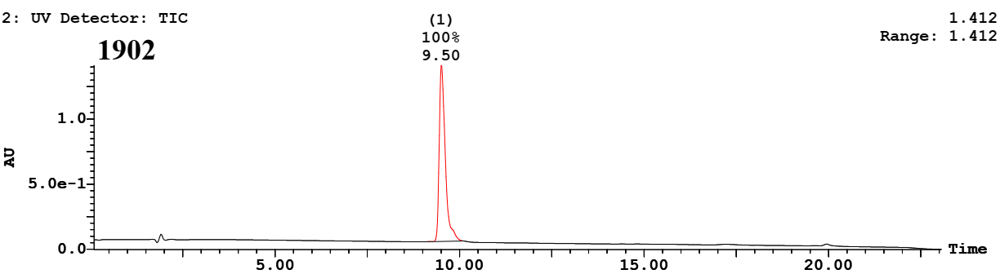 2: UV Detector: TIC
(1)
1.412
100%
Range: 1.412
1902
9.50
1.0
AU
5.0e-1
0.0
5.00
10.00
15.00
20.00
Time